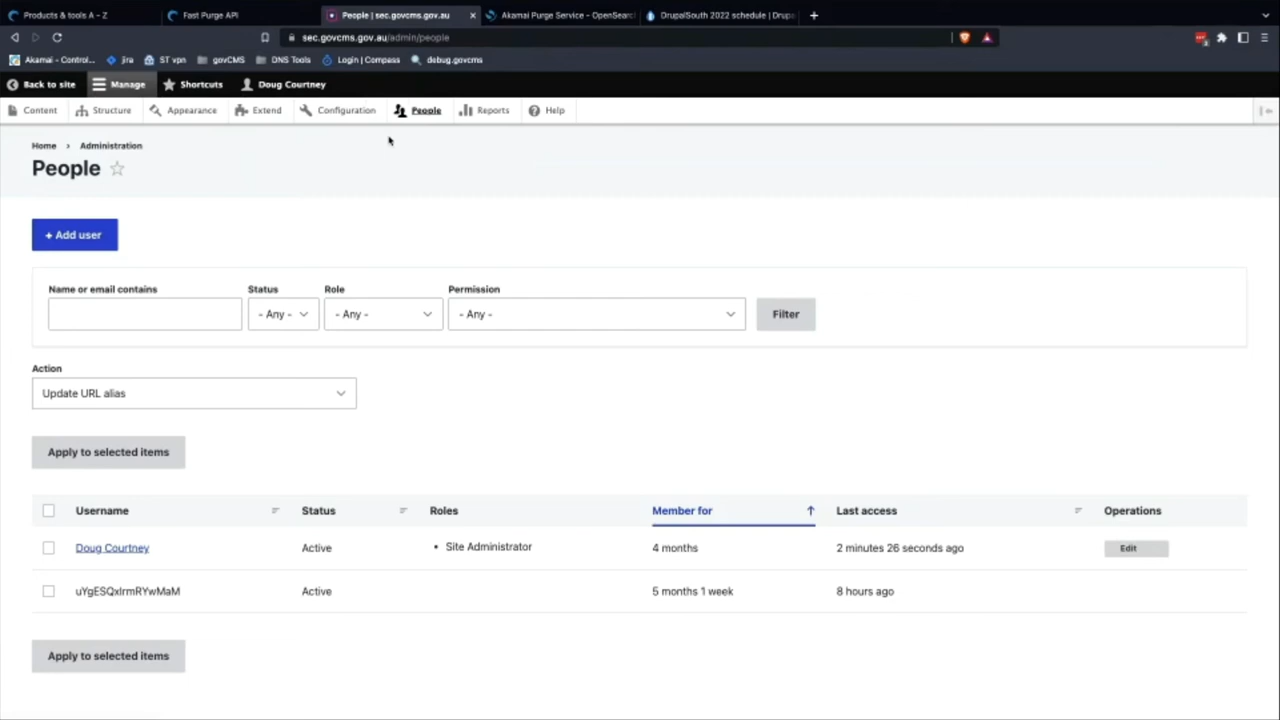 Products & tools A - Z
Fast Purge API
People | sec.govcms.gov.au
Akamai Purge Service - OpenSearc
DrupalSouth 2022 schedule | Drupa
sec.govcms.gov.au/admin/people
Akamai - Control...
jira
ST vpn
govCMS
DNS Tools
Login | Compass
debug.govcms
Back to site
Manage
Shortcuts
Doug Courtney
Content
Structure
Appearance
Extend
Configuration
People
Reports
Help
Home › Administration
People
+ Add user
Name or email contains
Status
Role
Permission
- Any -
- Any -
- Any -
Filter
Action
Update URL alias
Apply to selected items
Username Status Roles Member for Last access Operations
Doug Courtney Active • Site Administrator 4 months 2 minutes 26 seconds ago Edit
uYgESQxlrmRYwMaM Active 5 months 1 week 8 hours ago
Apply to selected items